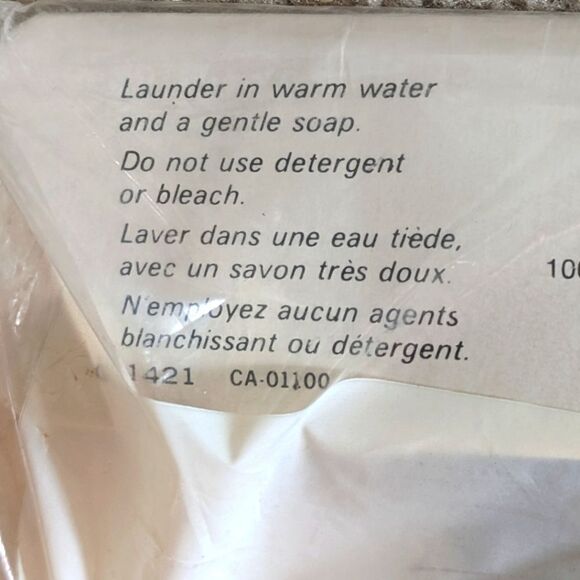 Launder in warm water
and a gentle soap.
Do not use detergent
or bleach.
Laver dans une eau tiède,
avec un savon très doux.
N'employez aucun agents
blanchissant ou détergent.
1421 CA-01100